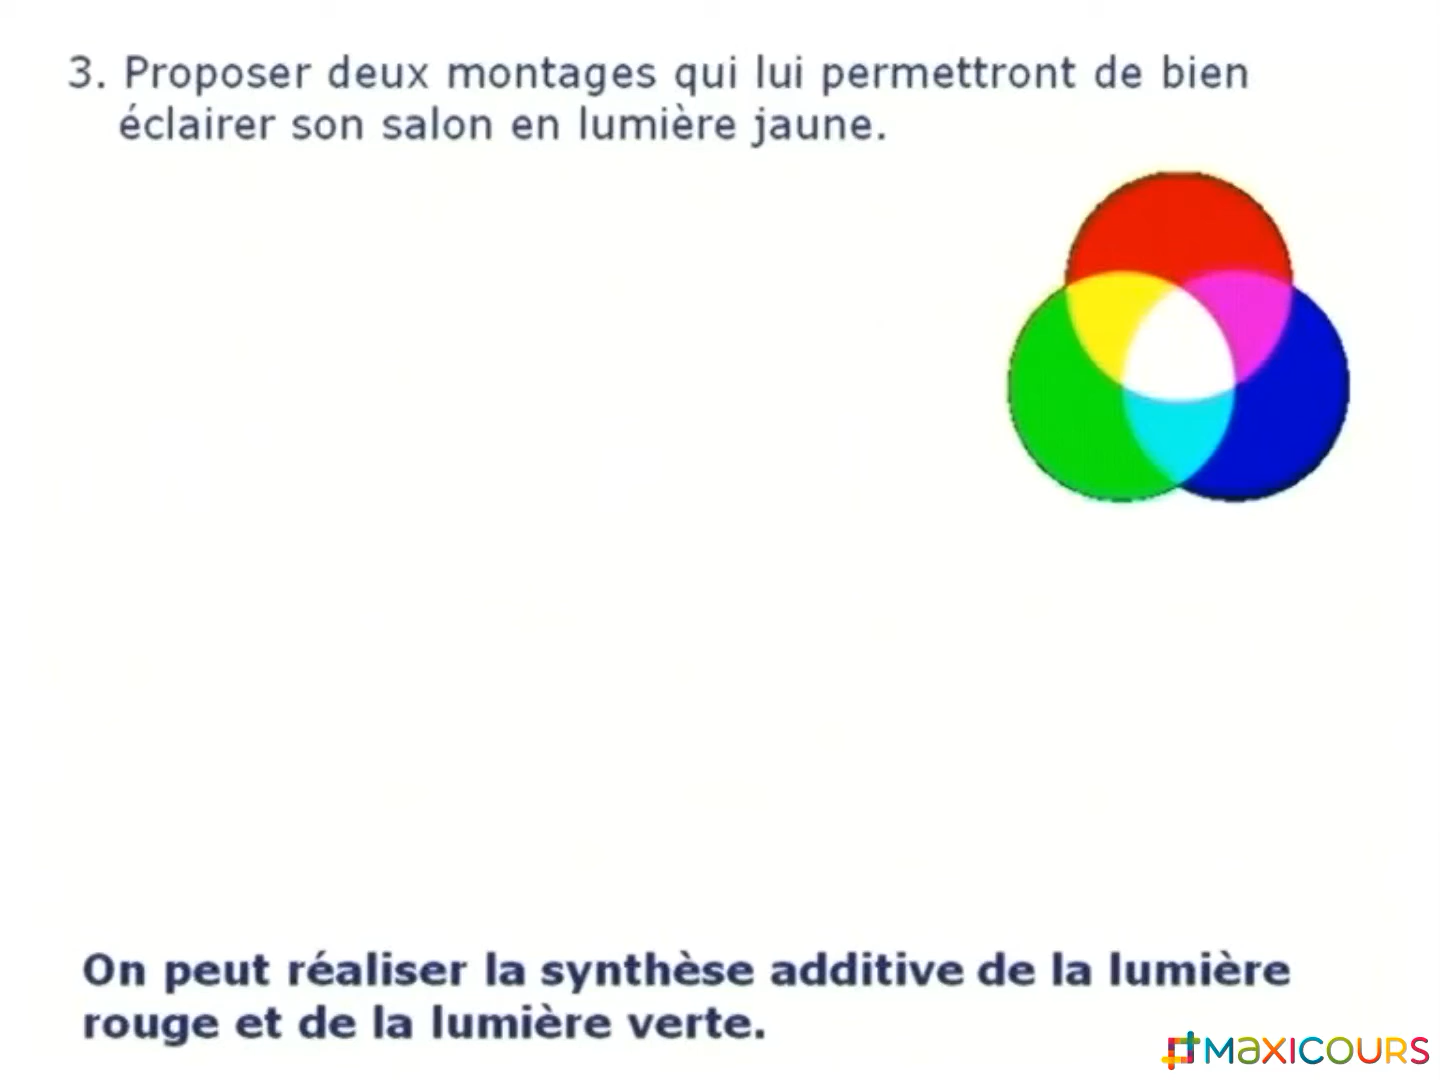 3. Proposer deux montages qui lui permettront de bien
éclairer son salon en lumière jaune.
On peut réaliser la synthèse additive de la lumière
rouge et de la lumière verte.
MAXICOURS